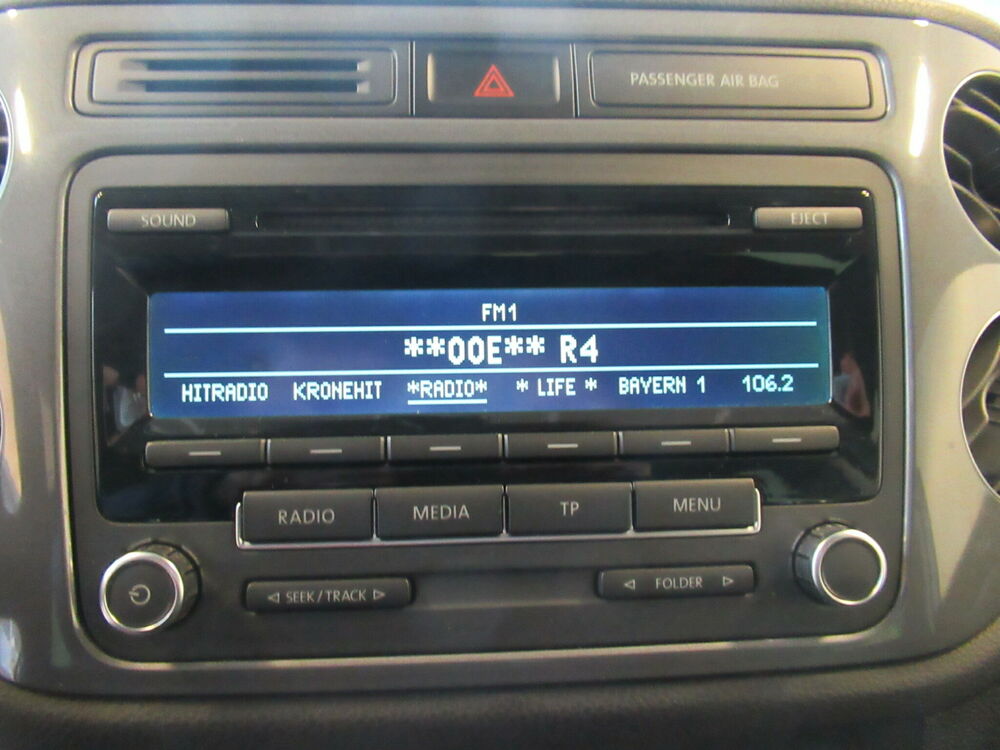 PASSENGER AIR BAG
SOUND
EJECT
FM1
**OOE** R4
HITRADIO KRONEHIT *RADIO* * LIFE * BAYERN 1 106.2
RADIO MEDIA TP MENU
SEEK/TRACK
FOLDER